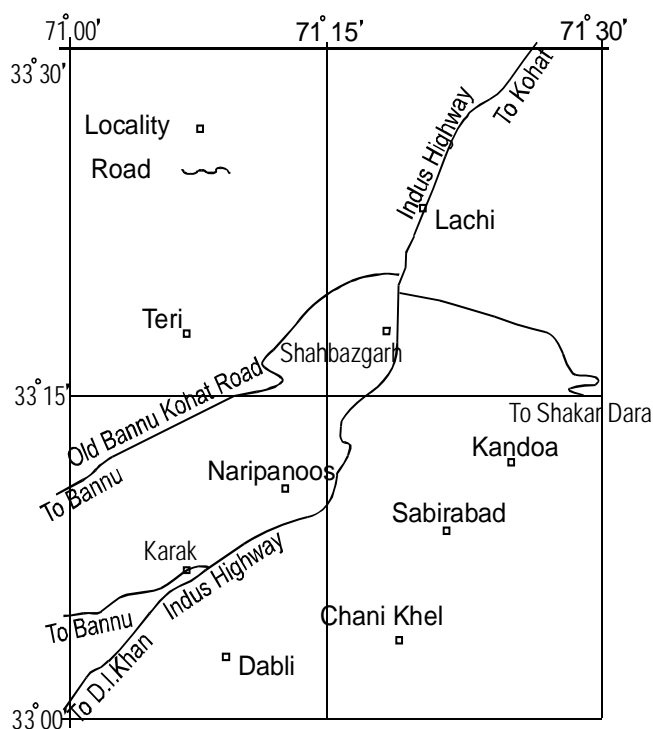 71°00′
71°15′
71°30′
33°30′
To Kohat
Locality
Road
Indus Highway
Lachi
Teri
Shahbazgarh
33°15′
Old Bannu Kohat Road
To Shakar Dara
To Bannu
Kandoa
Naripanoos
Sabirabad
Karak
Indus Highway
To Bannu
Chani Khel
To D.I.Khan
Dabli
33°00′